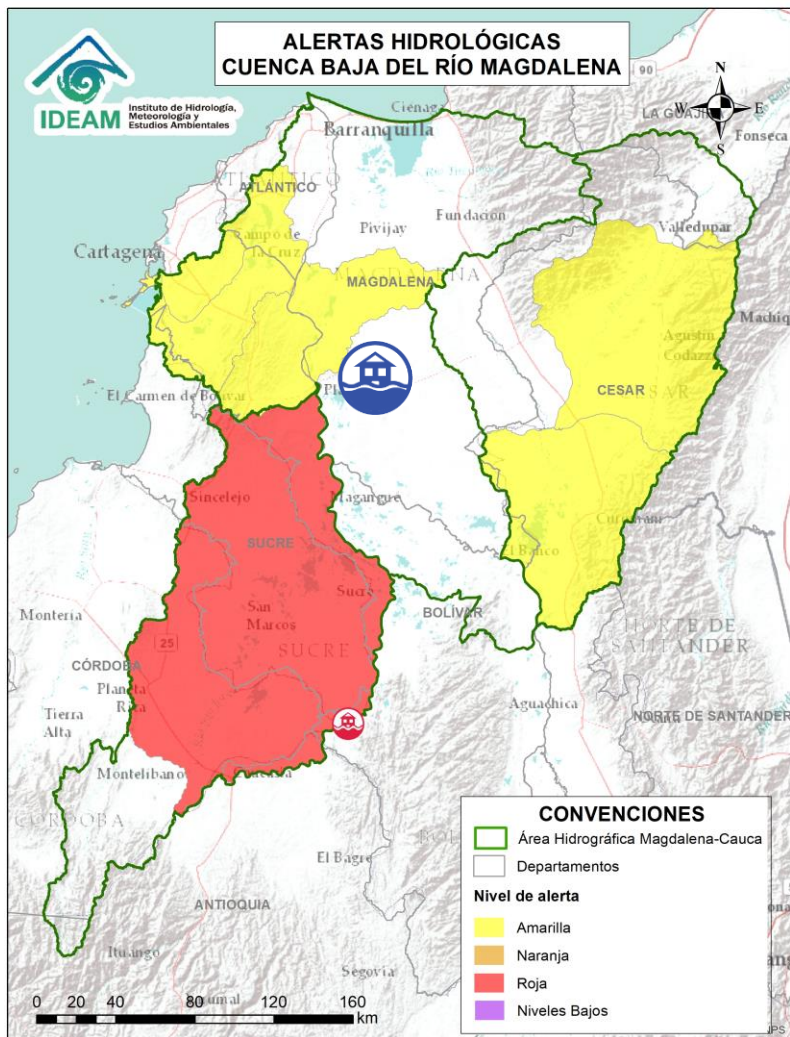 ALERTAS HIDROLÓGICAS
CUENCA BAJA DEL RÍO MAGDALENA
IDEAM
Instituto de Hidrología,
Meteorología y
Estudios Ambientales
N
W
E
S
90
LA GUAJIRA
Ciénaga
Barranquilla
Fonseca
ATLÁNTICO
Pivijay
Fundación
Valledupar
Campo de
la Cruz
Cartagena
MAGDALENA
Agustín
Codazzi
CESAR
El Carmen de Bolívar
Sincelejo
Magangué
SUCRE
Curumaní
El Banco
Sucre
San
Marcos
BOLÍVAR
Montería
SUCRE
NORTE DE
SANTANDER
25
CÓRDOBA
Planeta
Rica
Aguachica
NORTE DE SANTANDER
Tierra
Alta
Montelíbano
CÓRDOBA
El Bagre
ANTIOQUIA
Ituango
Segovia
0 20 40 80 120 160
km
CONVENCIONES
Área Hidrográfica Magdalena-Cauca
Departamentos
Nivel de alerta
Amarilla
Naranja
Roja
Niveles Bajos